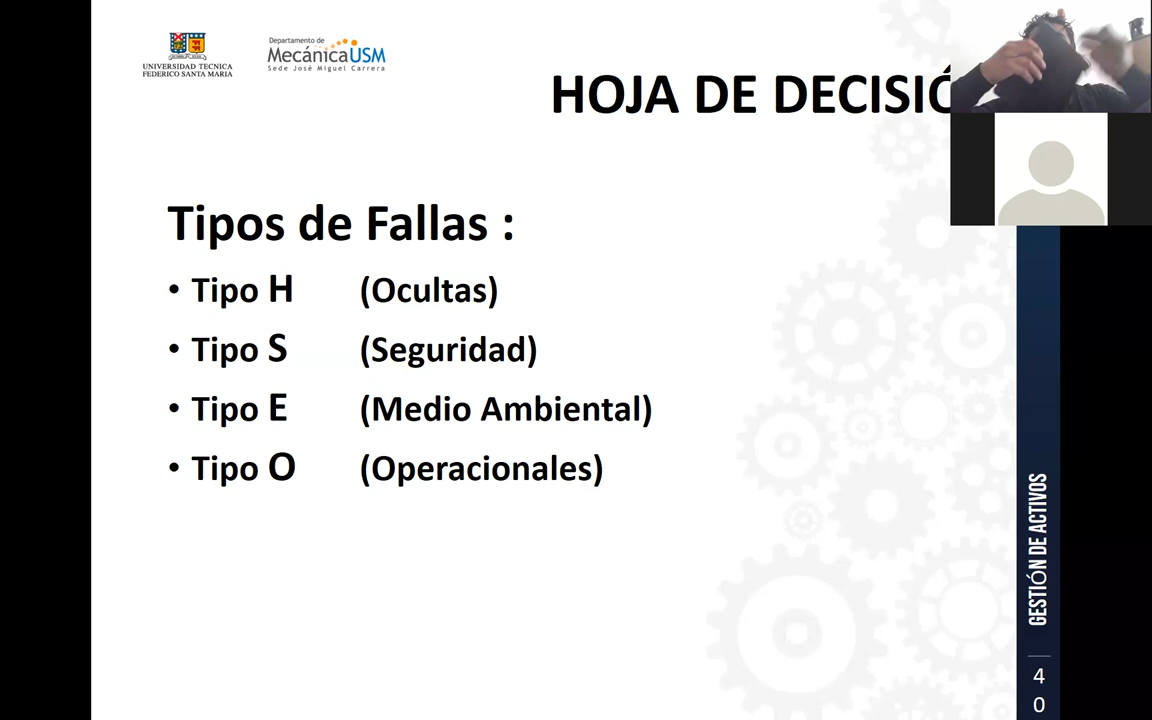 UNIVERSIDAD TECNICA
FEDERICO SANTA MARIA
Departamento de
MecánicaUSM
Sede José Miguel Carrera
HOJA DE DECISIÓ
Tipos de Fallas :
• Tipo H (Ocultas)
• Tipo S (Seguridad)
• Tipo E (Medio Ambiental)
• Tipo O (Operacionales)
GESTIÓN DE ACTIVOS
4
0